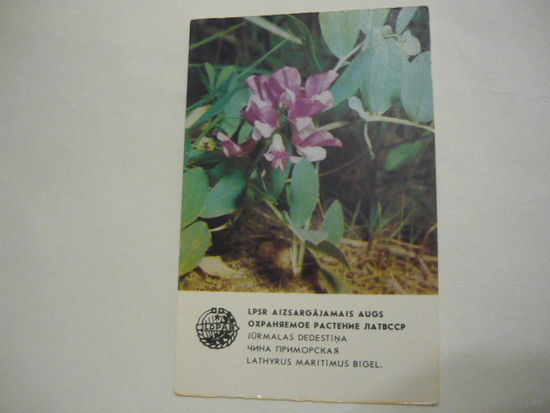 LPSR AIZSARGĀJAMAIS AUGS
ОХРАНЯЕМОЕ РАСТЕНИЕ ЛАТВССР
JŪRMALAS DEDESTIŅA
ЧИНА ПРИМОРСКАЯ
LATHYRUS MARITIMUS BIGEL.